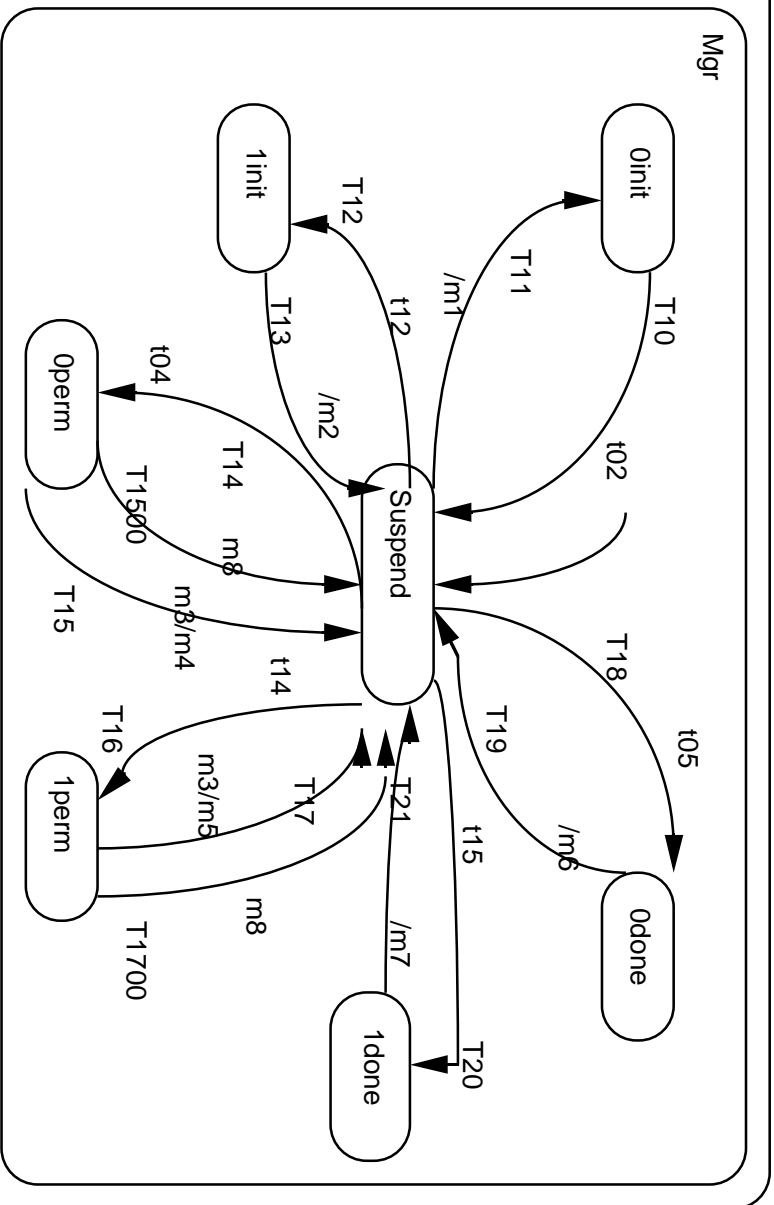 Mgr
0init
T10
t02
T18
t05
0done
T11
/m1
T19
/m6
1init
T12
t12
T13
/m2
Suspend
T21
t15
T20
/m7
1done
t04
T14
0perm
T1500
m8
m3/m4
T15
t14
T16
m3/m5
T17
1perm
m8
T1700